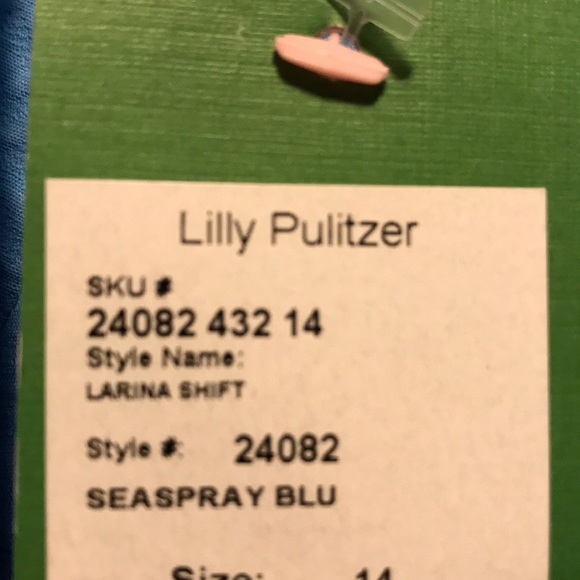 Lilly Pulitzer
SKU #
24082 432 14
Style Name:
LARINA SHIFT
Style #: 24082
SEASPRAY BLU
Size: 14